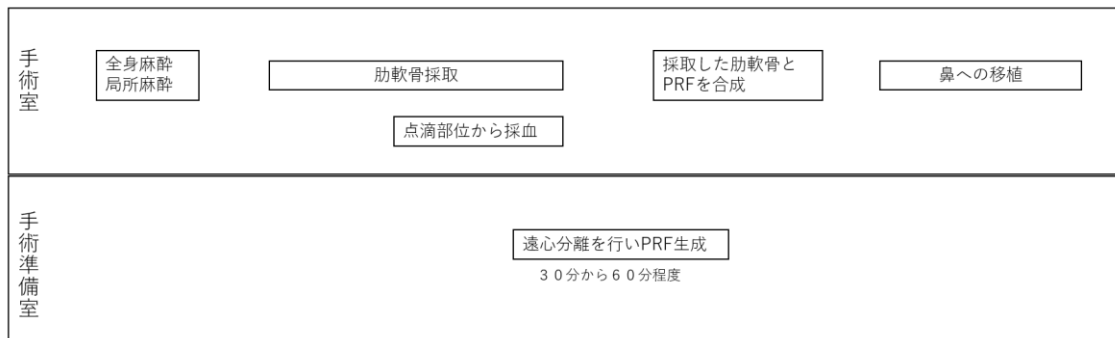 手術室
全身麻酔
局所麻酔
肋軟骨採取
採取した肋軟骨と
PRFを合成
鼻への移植
点滴部位から採血
手術準備室
遠心分離を行いPRF生成
３０分から６０分程度